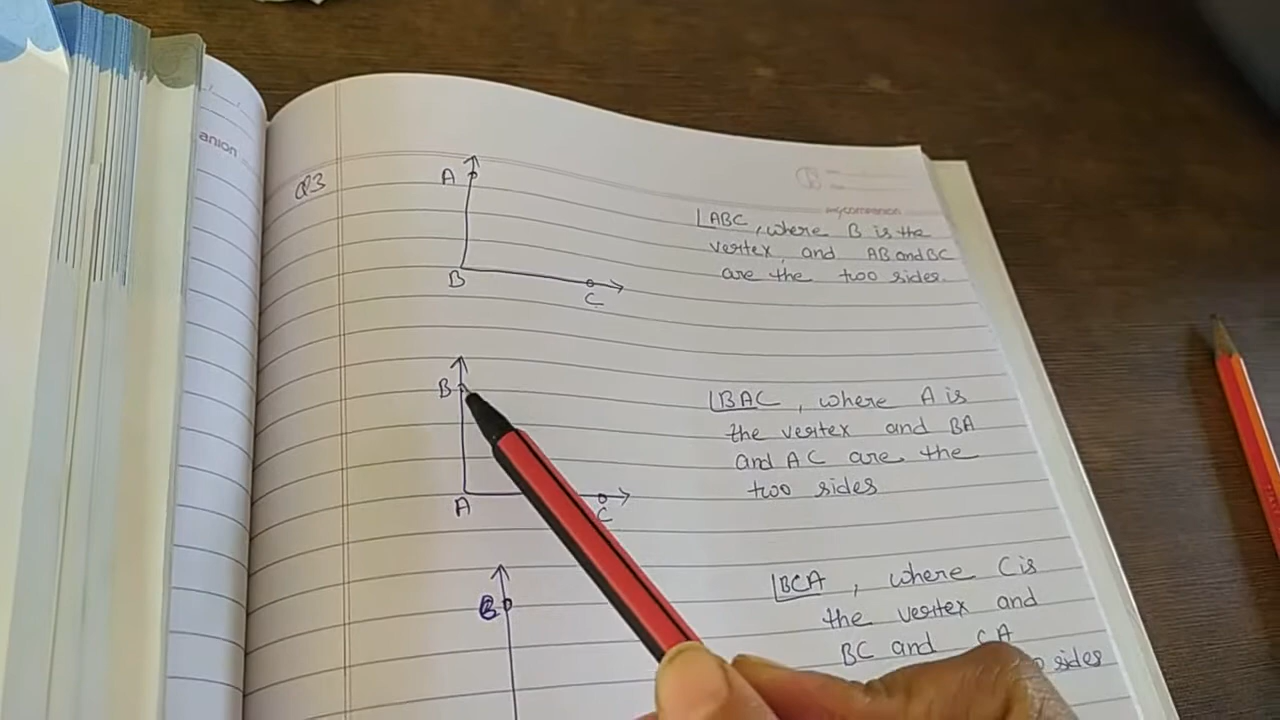 anion
mycompanion
Q3
A
B
C
∟ABC, where B is the
vertex, and AB and BC
are the two sides.
B
A
C
∟BAC, where A is
the vertex and BA
and AC are the
two sides
B
∟BCA, where C is
the vertex and
BC and CA
sides